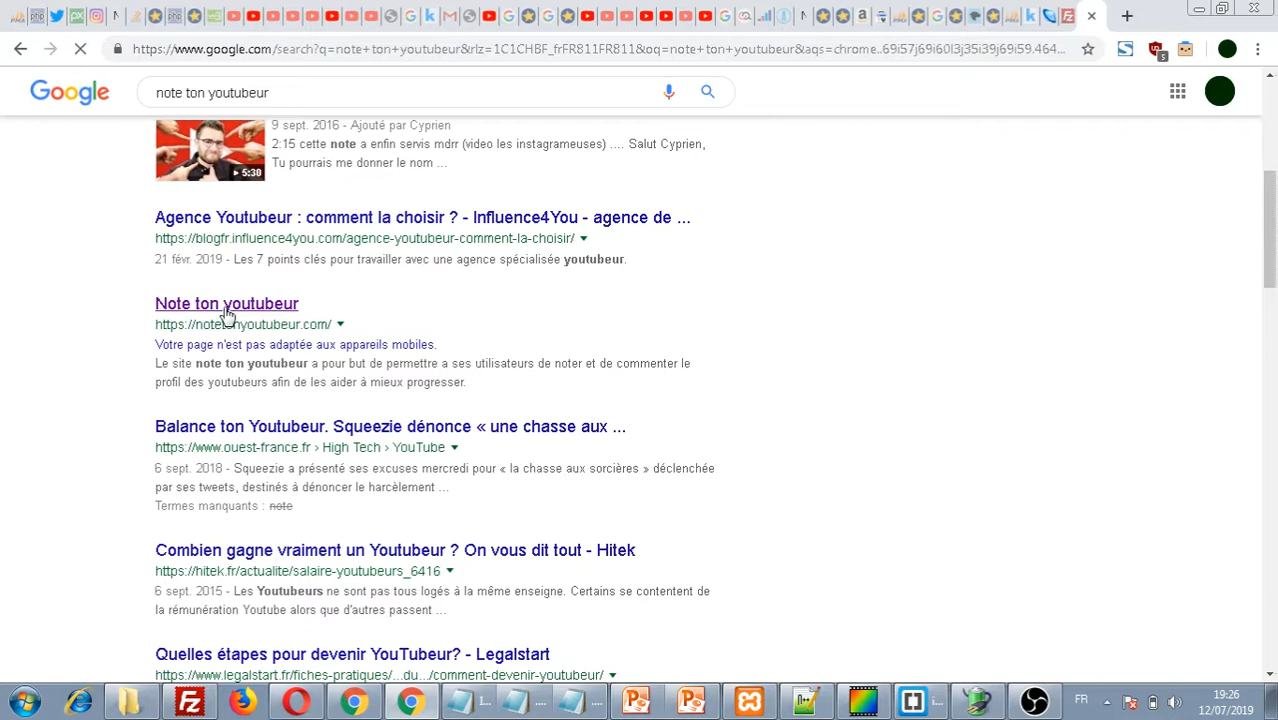 https://www.google.com/search?q=note+ton+youtubeur&rlz=1C1CHBF_frFR811FR811&oq=note+ton+youtubeur&aqs=chrome..69i57j69i60l3j35i39j69i59.464...
5
Google
note ton youtubeur
9 sept. 2016 - Ajouté par Cyprien
2:15 cette note a enfin servis mdrr (video les instagrameuses) .... Salut Cyprien,
Tu pourrais me donner le nom ...
5:30
Agence Youtubeur : comment la choisir ? - Influence4You - agence de ...
https://blogfr.influence4you.com/agence-youtubeur-comment-la-choisir/
21 févr. 2019 - Les 7 points clés pour travailler avec une agence spécialisée youtubeur.
Note ton youtubeur
https://notetonyoutubeur.com/
Votre page n'est pas adaptée aux appareils mobiles.
Le site note ton youtubeur a pour but de permettre a ses utilisateurs de noter et de commenter le
profil des youtubeurs afin de les aider à mieux progresser.
Balance ton Youtubeur. Squeezie dénonce « une chasse aux ...
https://www.ouest-france.fr › High Tech › YouTube
6 sept. 2018 - Squeezie a présenté ses excuses mercredi pour « la chasse aux sorcières » déclenchée
par ses tweets, destinés à dénoncer le harcèlement ...
Termes manquants : note
Combien gagne vraiment un Youtubeur ? On vous dit tout - Hitek
https://hitek.fr/actualite/salaire-youtubeurs_6416
6 sept. 2015 - Les Youtubeurs ne sont pas tous logés à la même enseigne. Certains se contentent de
la rémunération Youtube alors que d'autres passent ...
Quelles étapes pour devenir YouTubeur? - Legalstart
https://www.legalstart.fr/fiches-pratiques/...du.../comment-devenir-youtubeur/
FR
19:26
12/07/2019